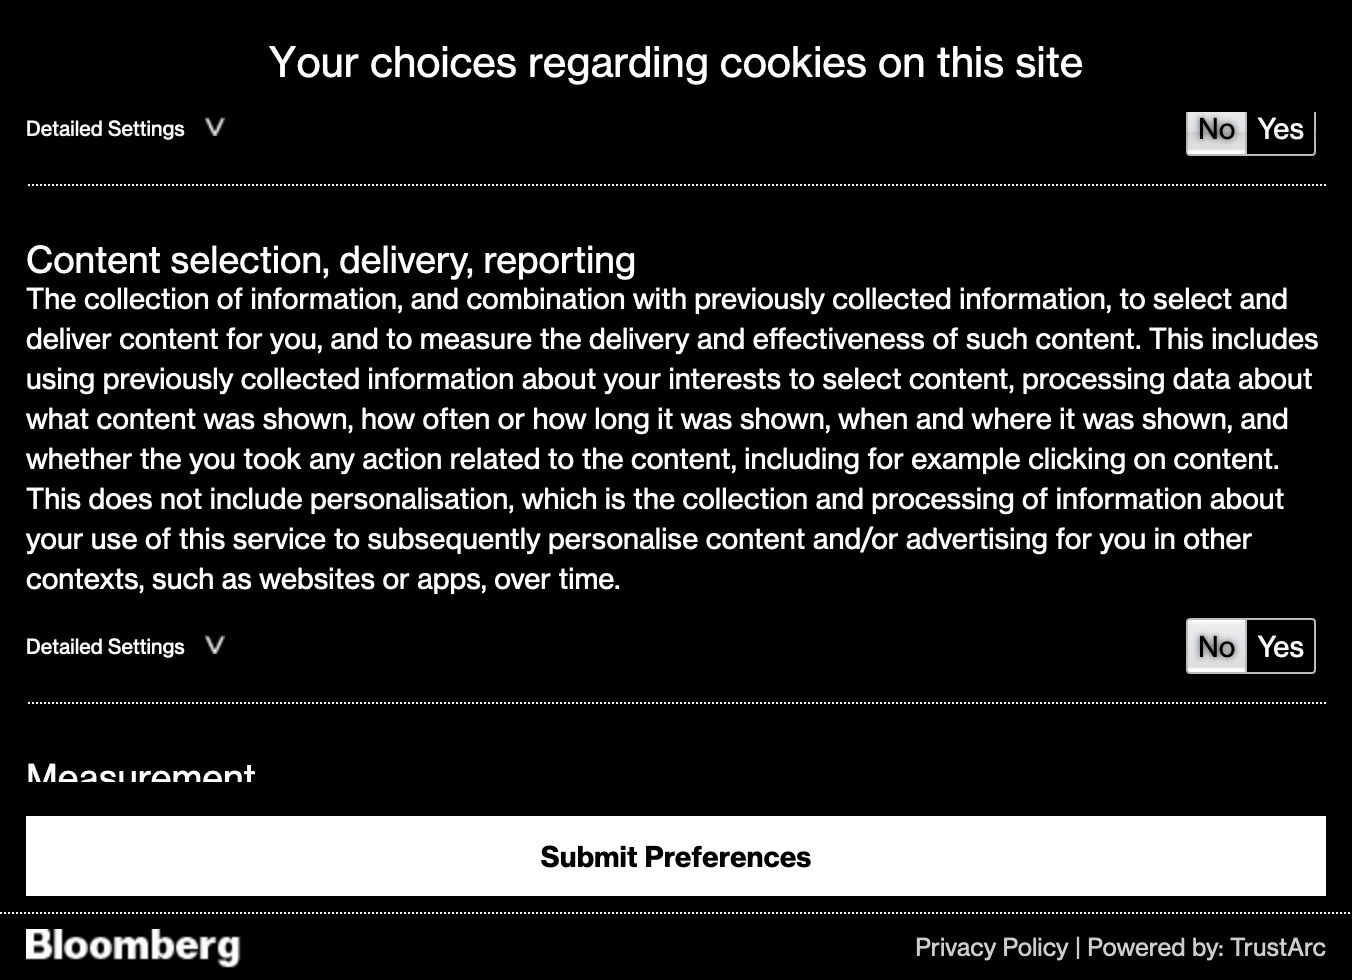 Your choices regarding cookies on this site
Detailed Settings V
No Yes
Content selection, delivery, reporting
The collection of information, and combination with previously collected information, to select and
deliver content for you, and to measure the delivery and effectiveness of such content. This includes
using previously collected information about your interests to select content, processing data about
what content was shown, how often or how long it was shown, when and where it was shown, and
whether the you took any action related to the content, including for example clicking on content.
This does not include personalisation, which is the collection and processing of information about
your use of this service to subsequently personalise content and/or advertising for you in other
contexts, such as websites or apps, over time.
Detailed Settings V
No Yes
Measurement
Submit Preferences
Bloomberg
Privacy Policy | Powered by: TrustArc